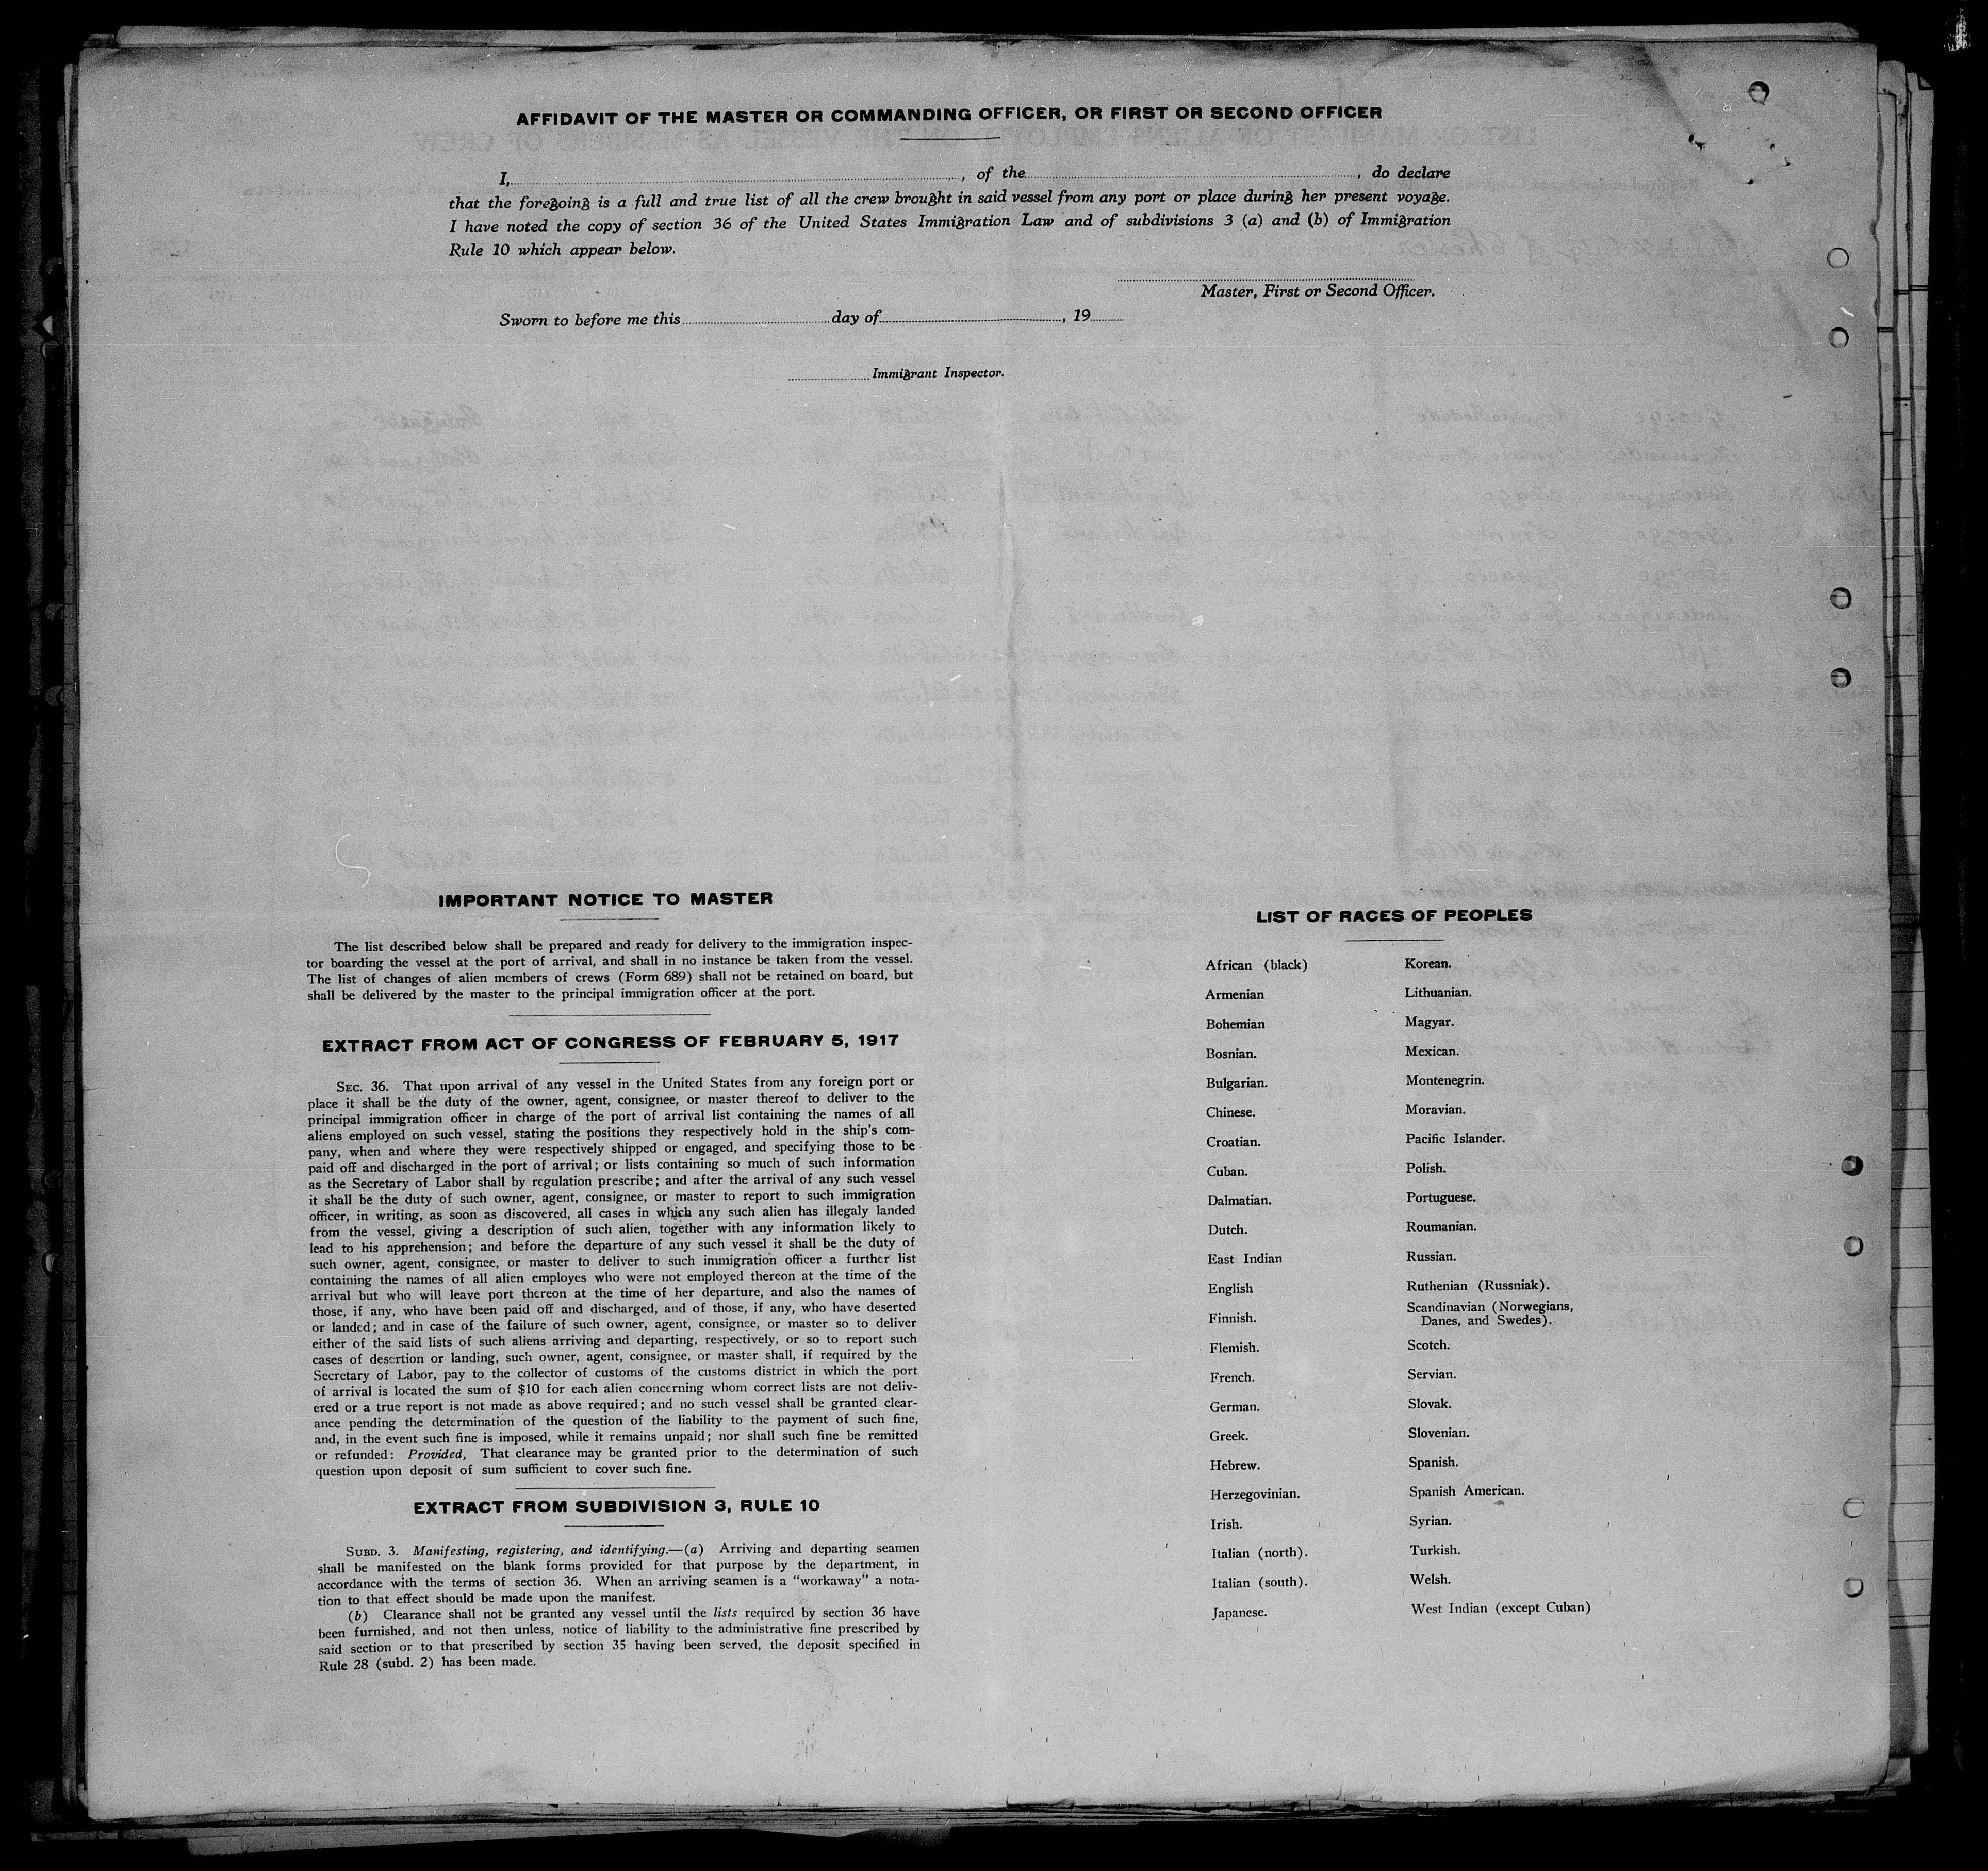 AFFIDAVIT OF THE MASTER OR COMMANDING OFFICER, OR FIRST OR SECOND OFFICER
I, , of the , do declare
that the foregoing is a full and true list of all the crew brought in said vessel from any port or place during her present voyage.
I have noted the copy of section 36 of the United States Immigration Law and of subdivisions 3 (a) and (b) of Immigration
Rule 10 which appear below.
Master, First or Second Officer.
Sworn to before me this day of , 19
Immigrant Inspector.
IMPORTANT NOTICE TO MASTER
The list described below shall be prepared and ready for delivery to the immigration inspec-
tor boarding the vessel at the port of arrival, and shall in no instance be taken from the vessel.
The list of changes of alien members of crews (Form 689) shall not be retained on board, but
shall be delivered by the master to the principal immigration officer at the port.
EXTRACT FROM ACT OF CONGRESS OF FEBRUARY 5, 1917
SEC. 36. That upon arrival of any vessel in the United States from any foreign port or
place it shall be the duty of the owner, agent, consignee, or master thereof to deliver to the
principal immigration officer in charge of the port of arrival list containing the names of all
aliens employed on such vessel, stating the positions they respectively hold in the ship's com-
pany, when and where they were respectively shipped or engaged, and specifying those to be
paid off and discharged in the port of arrival; or lists containing so much of such information
as the Secretary of Labor shall by regulation prescribe; and after the arrival of any such vessel
it shall be the duty of such owner, agent, consignee, or master to report to such immigration
officer, in writing, as soon as discovered, all cases in which any such alien has illegaly landed
from the vessel, giving a description of such alien, together with any information likely to
lead to his apprehension; and before the departure of any such vessel it shall be the duty of
such owner, agent, consignee, or master to deliver to such immigration officer a further list
containing the names of all alien employes who were not employed thereon at the time of the
arrival but who will leave port thereon at the time of her departure, and also the names of
those, if any, who have been paid off and discharged, and of those, if any, who have deserted
or landed; and in case of the failure of such owner, agent, consignee, or master so to deliver
either of the said lists of such aliens arriving and departing, respectively, or so to report such
cases of desertion or landing, such owner, agent, consignee, or master shall, if required by the
Secretary of Labor, pay to the collector of customs of the customs district in which the port
of arrival is located the sum of $10 for each alien concerning whom correct lists are not deliv-
ered or a true report is not made as above required; and no such vessel shall be granted clear-
ance pending the determination of the question of the liability to the payment of such fine,
and, in the event such fine is imposed, while it remains unpaid; nor shall such fine be remitted
or refunded: Provided, That clearance may be granted prior to the determination of such
question upon deposit of sum sufficient to cover such fine.
EXTRACT FROM SUBDIVISION 3, RULE 10
SUBD. 3. Manifesting, registering, and identifying.—(a) Arriving and departing seamen
shall be manifested on the blank forms provided for that purpose by the department, in
accordance with the terms of section 36. When an arriving seamen is a "workaway" a nota-
tion to that effect should be made upon the manifest.
(b) Clearance shall not be granted any vessel until the lists required by section 36 have
been furnished, and not then unless, notice of liability to the administrative fine prescribed by
said section or to that prescribed by section 35 having been served, the deposit specified in
Rule 28 (subd. 2) has been made.
LIST OF RACES OF PEOPLES
African (black)
Armenian
Bohemian
Bosnian.
Bulgarian.
Chinese.
Croatian.
Cuban.
Dalmatian.
Dutch.
East Indian
English
Finnish.
Flemish.
French.
German.
Greek.
Hebrew.
Herzegovinian.
Irish.
Italian (north).
Italian (south).
Japanese.
Korean.
Lithuanian.
Magyar.
Mexican.
Montenegrin.
Moravian.
Pacific Islander.
Polish.
Portuguese.
Roumanian.
Russian.
Ruthenian (Russniak).
Scandinavian (Norwegians,
Danes, and Swedes).
Scotch.
Servian.
Slovak.
Slovenian.
Spanish.
Spanish American.
Syrian.
Turkish.
Welsh.
West Indian (except Cuban)